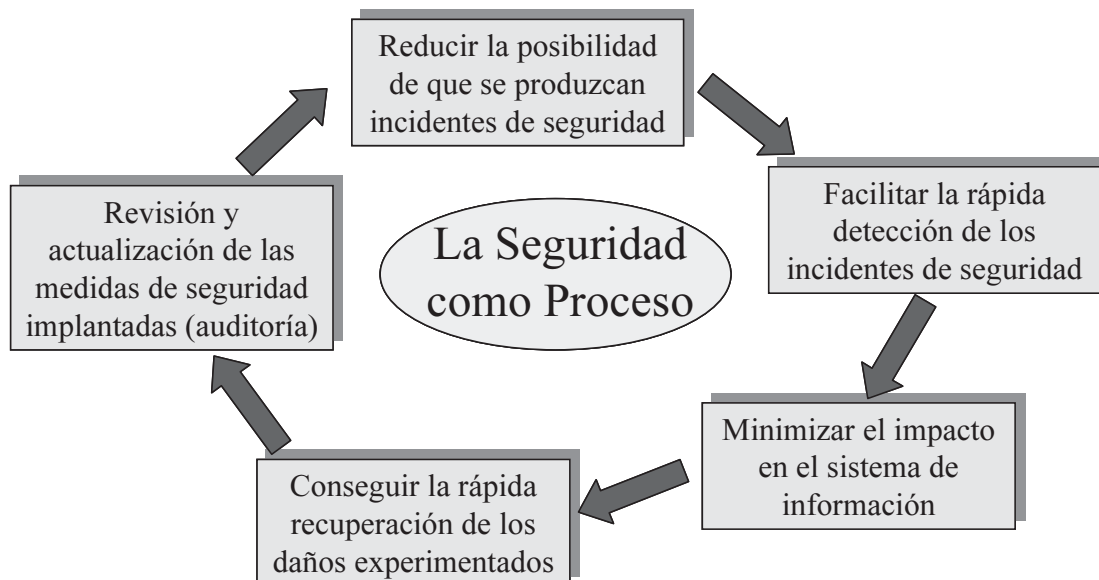 Reducir la posibilidad
de que se produzcan
incidentes de seguridad
Facilitar la rápida
detección de los
incidentes de seguridad
Minimizar el impacto
en el sistema de
información
Conseguir la rápida
recuperación de los
daños experimentados
Revisión y
actualización de las
medidas de seguridad
implantadas (auditoría)
La Seguridad
como Proceso